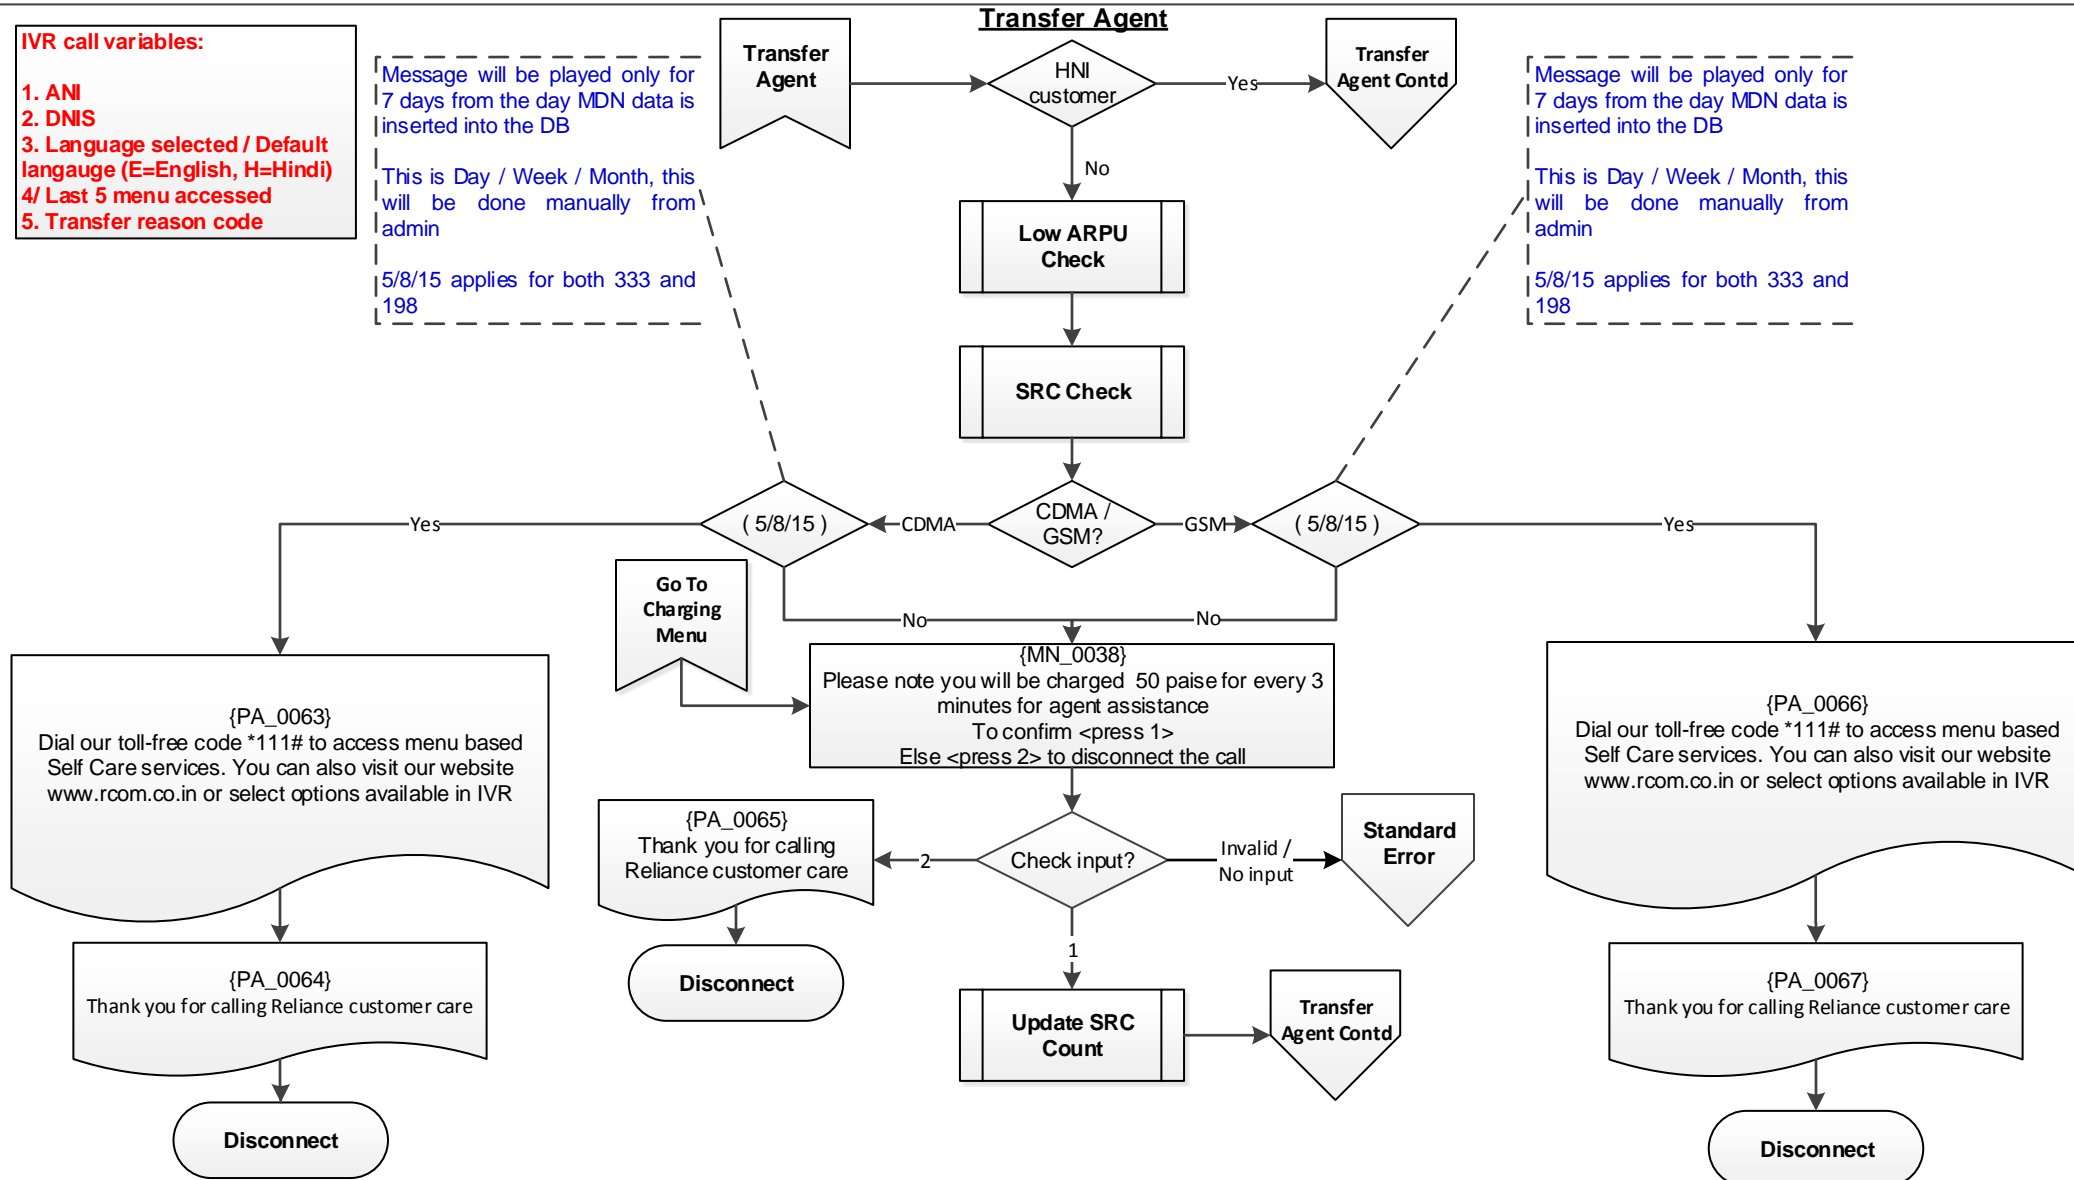 Transfer Agent
IVR call variables:
1. ANI
2. DNIS
3. Language selected / Default
langauge (E=English, H=Hindi)
4/ Last 5 menu accessed
5. Transfer reason code
Message will be played only for
7 days from the day MDN data is
inserted into the DB
This is Day / Week / Month, this
will be done manually from
admin
5/8/15 applies for both 333 and
198
Transfer
Agent
HNI
customer
Yes
Transfer
Agent Contd
Message will be played only for
7 days from the day MDN data is
inserted into the DB
This is Day / Week / Month, this
will be done manually from
admin
5/8/15 applies for both 333 and
198
No
Low ARPU
Check
SRC Check
Yes
( 5/8/15 )
CDMA
CDMA /
GSM?
GSM
( 5/8/15 )
Yes
Go To
Charging
Menu
No
No
{MN_0038}
Please note you will be charged 50 paise for every 3
minutes for agent assistance
To confirm <press 1>
Else <press 2> to disconnect the call
{PA_0063}
Dial our toll-free code *111# to access menu based
Self Care services. You can also visit our website
www.rcom.co.in or select options available in IVR
{PA_0066}
Dial our toll-free code *111# to access menu based
Self Care services. You can also visit our website
www.rcom.co.in or select options available in IVR
{PA_0065}
Thank you for calling
Reliance customer care
2
Check input?
Invalid /
No input
Standard
Error
1
{PA_0064}
Thank you for calling Reliance customer care
Disconnect
Update SRC
Count
Transfer
Agent Contd
{PA_0067}
Thank you for calling Reliance customer care
Disconnect
Disconnect